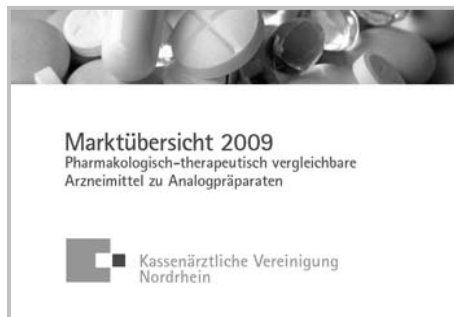 Marktübersicht 2009
Pharmakologisch-therapeutisch vergleichbare
Arzneimittel zu Analogpräparaten
Kassenärztliche Vereinigung
Nordrhein